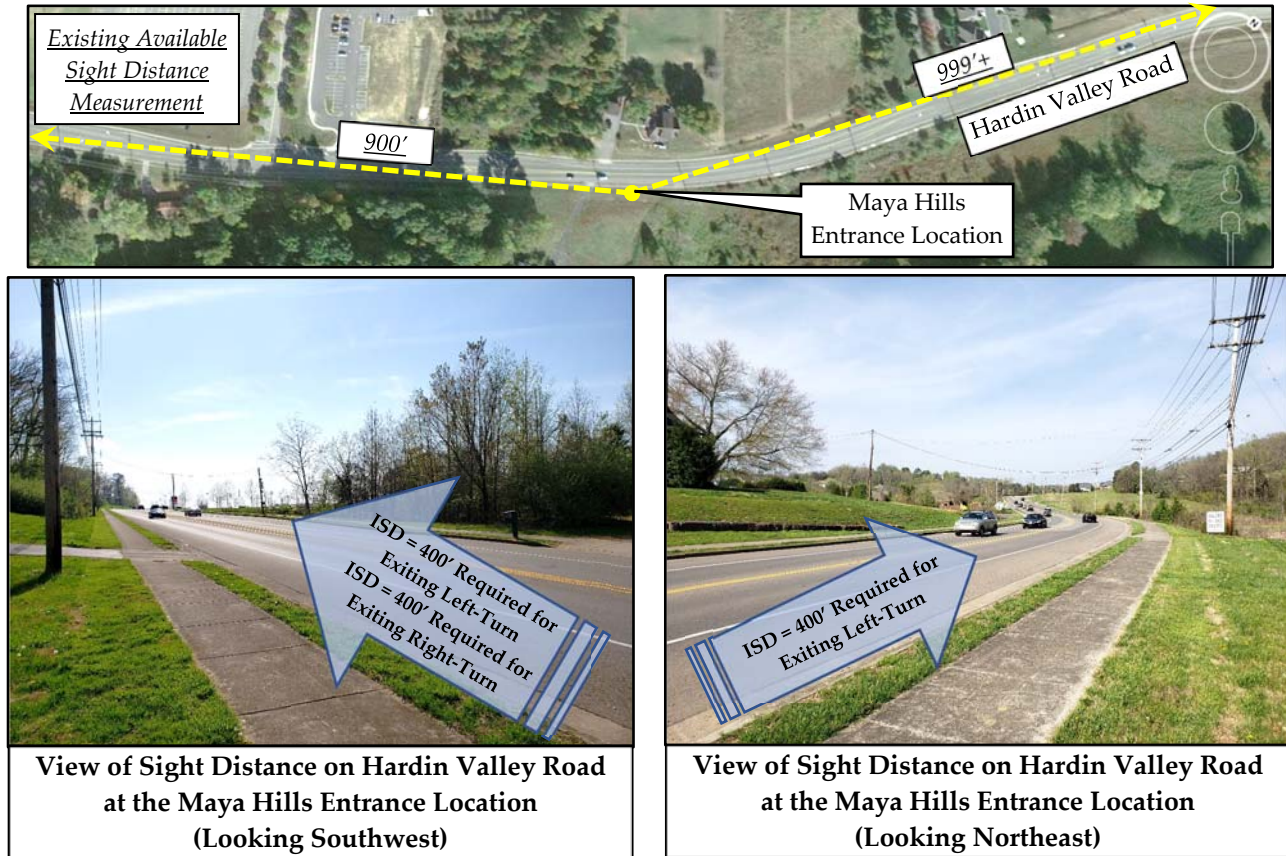 Existing Available
Sight Distance
Measurement
900'
999'+
Hardin Valley Road
Maya Hills
Entrance Location
N
ISD = 400' Required for
Exiting Left-Turn
ISD = 400' Required for
Exiting Right-Turn
ISD = 400' Required for
Exiting Left-Turn
View of Sight Distance on Hardin Valley Road
at the Maya Hills Entrance Location
(Looking Southwest)
View of Sight Distance on Hardin Valley Road
at the Maya Hills Entrance Location
(Looking Northeast)